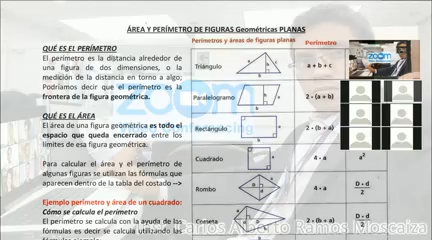 ÁREA Y PERÍMETRO DE FIGURAS Geométricas PLANAS
QUÉ ES EL PERÍMETRO
El perímetro es la distancia alrededor
de una figura de dos dimensiones, o la
medición de la distancia en torno a algo;
Podríamos decir que el perímetro es la
frontera de la figura geométrica.
QUÉ ES EL ÁREA
El área de una figura geométrica es todo el
espacio que queda encerrado entre los
límites de esa figura geométrica.
Para calcular el área y el perímetro de
algunas figuras se utilizan las fórmulas que
aparecen dentro de la tabla del costado -->
Ejemplo perímetro y área de un cuadrado:
Cómo se calcula el perímetro
El perímetro se calcula con la ayuda de las
fórmulas es decir se calcula utilizando las
Perímetros y áreas de figuras planas
Perímetro
Triángulo
a + b + c
Paralelogramo
2 · (a + b)
Rectángulo
2 · (b + a)
Cuadrado
4 · a
a²
Rombo
4 · a
D · d
2
Cometa
2 · (b + a)
D · d
2
zoom
zoom
Carlos Alberto Ramos Moscaiza